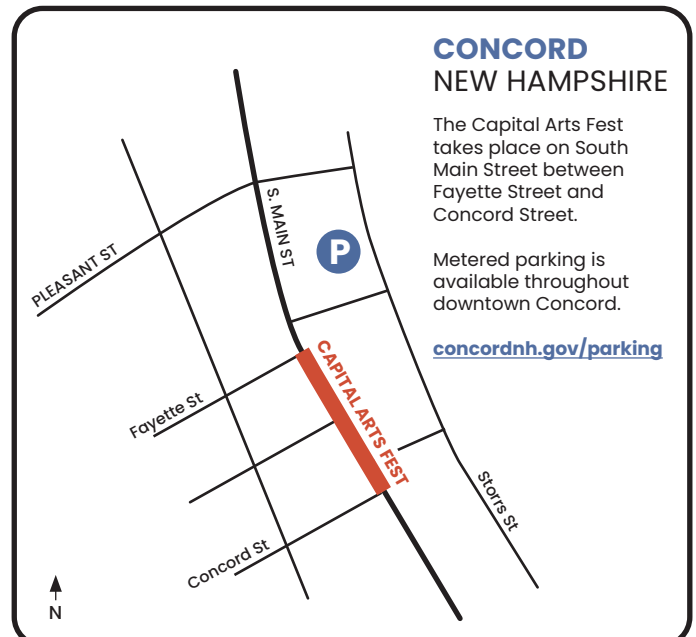 CONCORD
NEW HAMPSHIRE
The Capital Arts Fest
takes place on South
Main Street between
Fayette Street and
Concord Street.
Metered parking is
available throughout
downtown Concord.
concordnh.gov/parking
S. MAIN ST
P
PLEASANT ST
CAPITAL ARTS FEST
Fayette St
Storrs St
Concord St
N